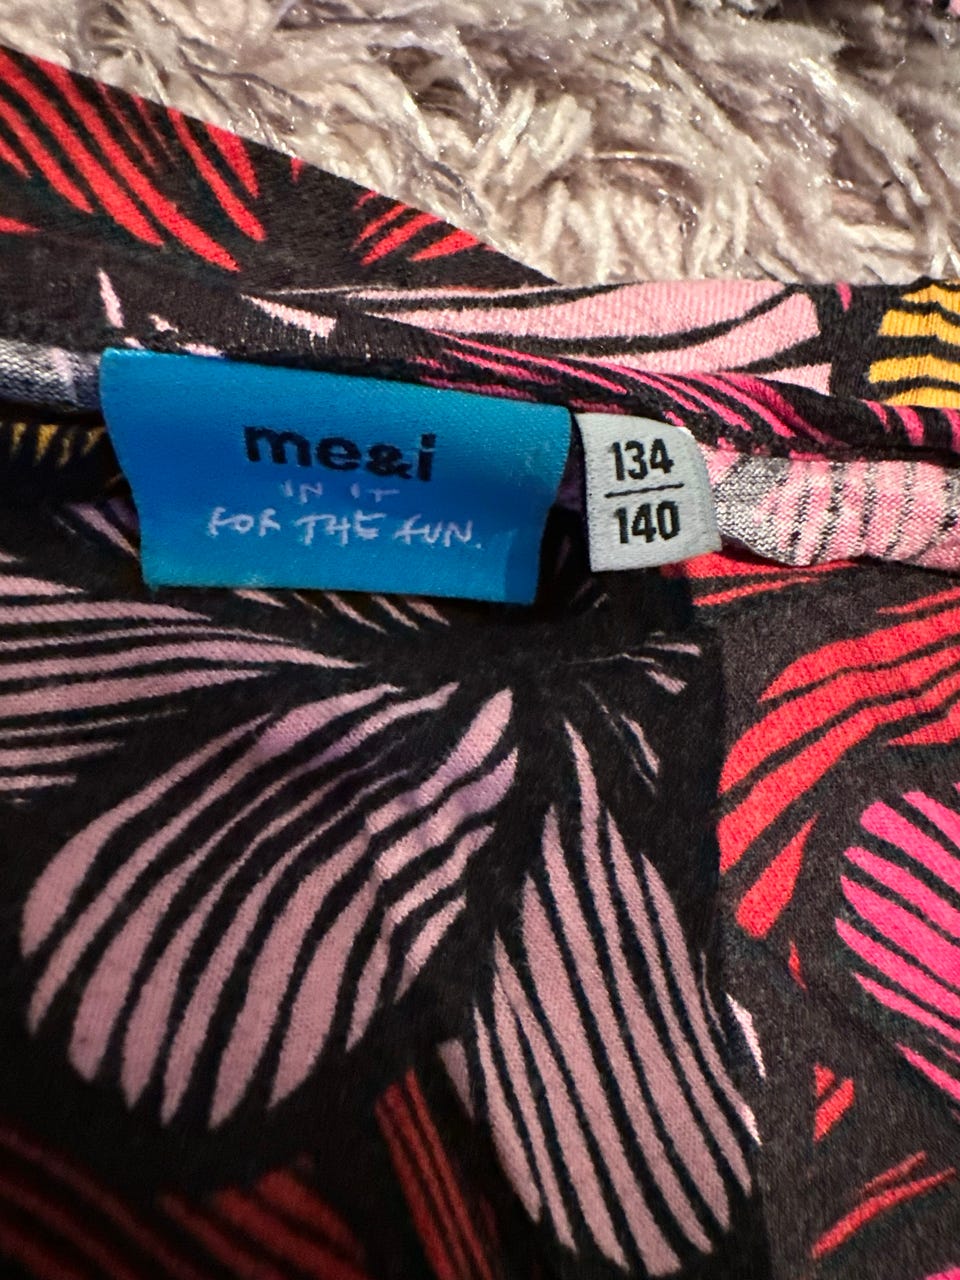 me&i
IN IT
FOR THE FUN.
134
140